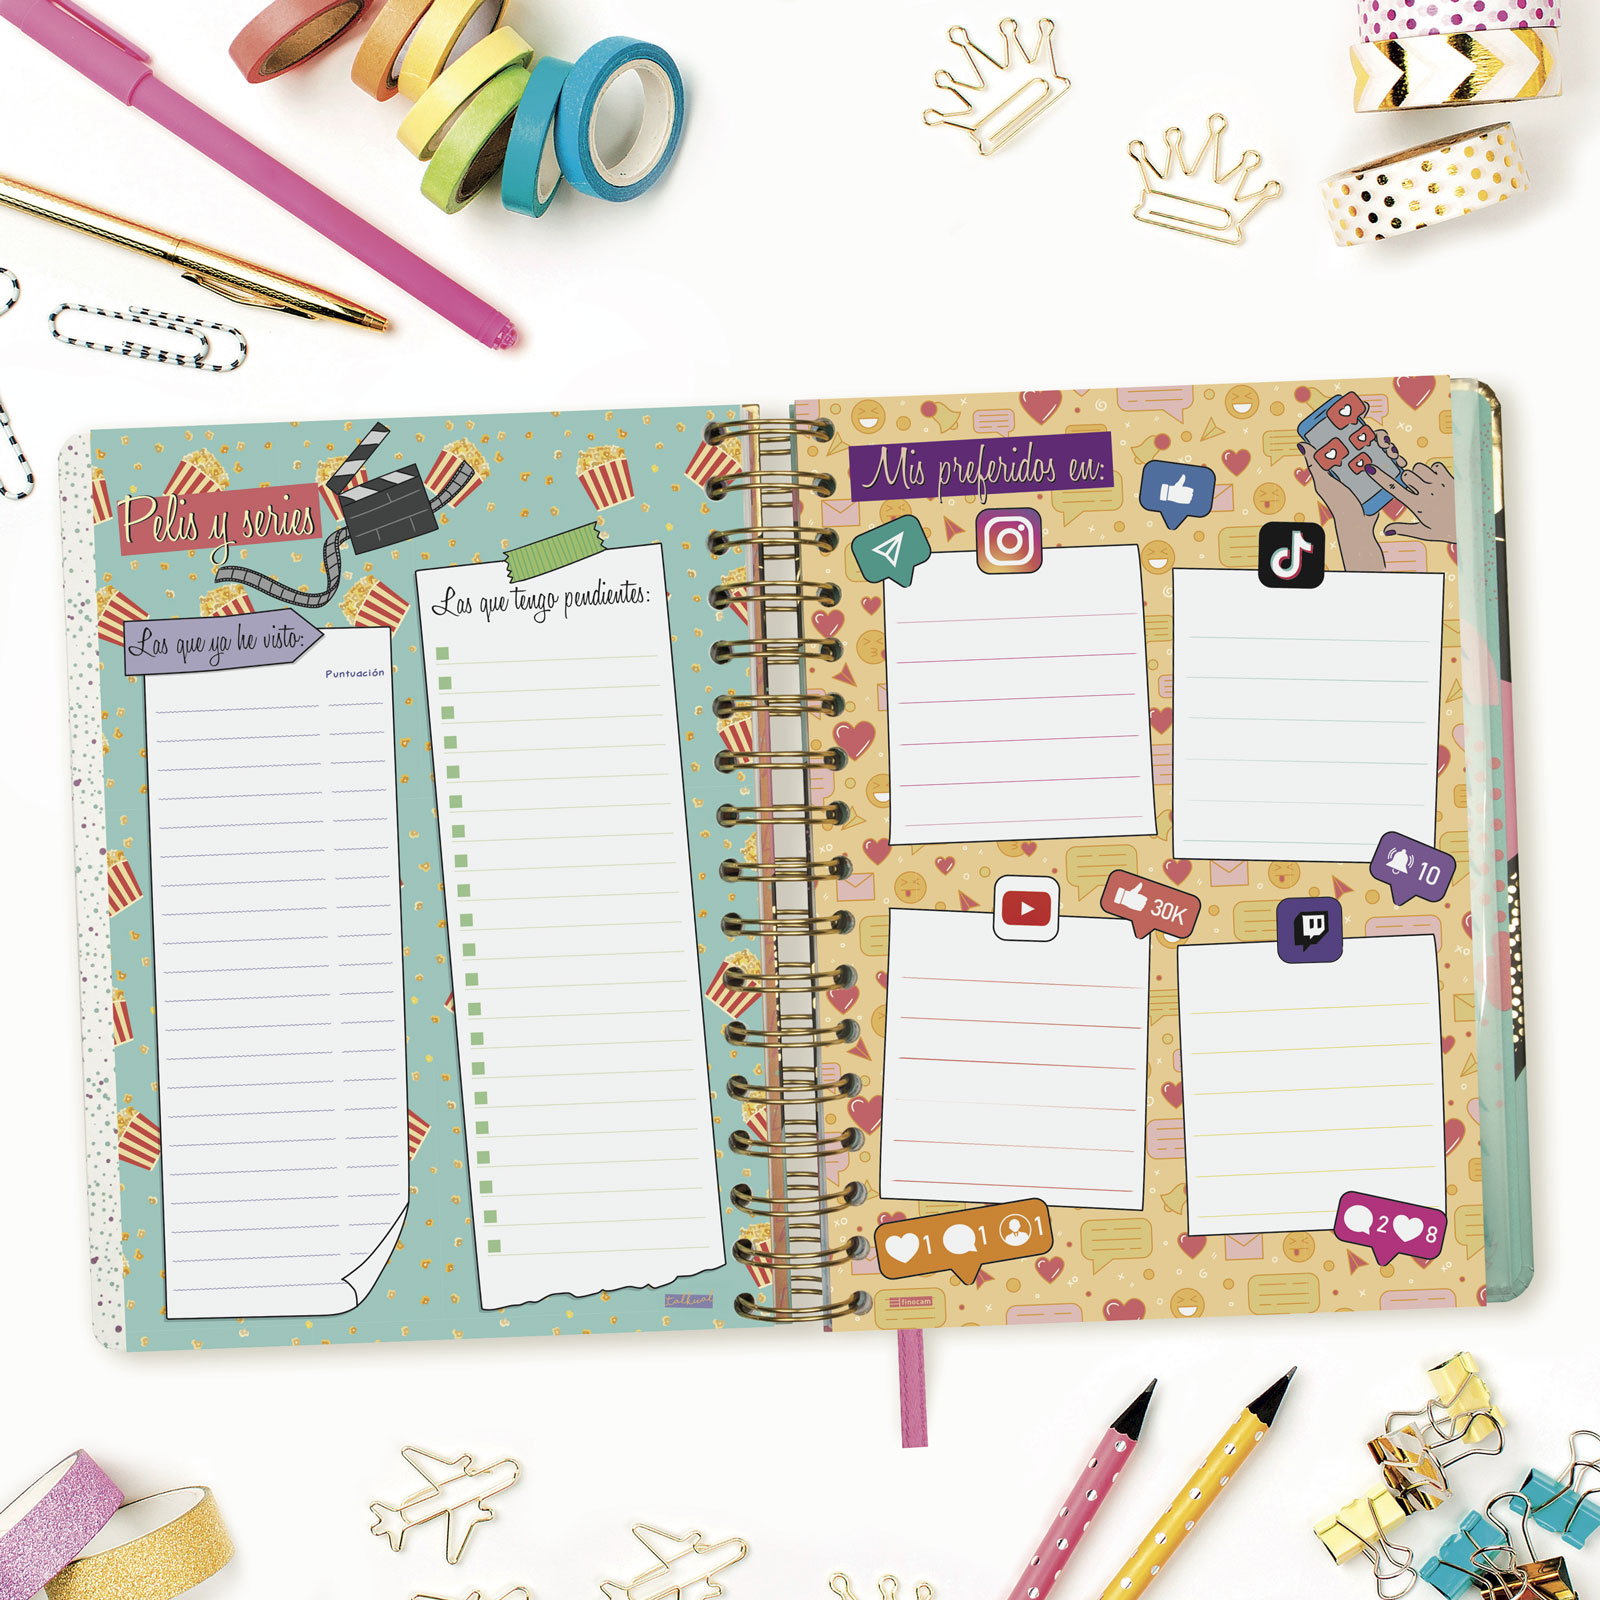 Pelis y series
Las que ya he visto:
Puntuación
Las que tengo pendientes:
talkual
Mis preferidos en:
10
30K
1 1 1
2 8
finocam